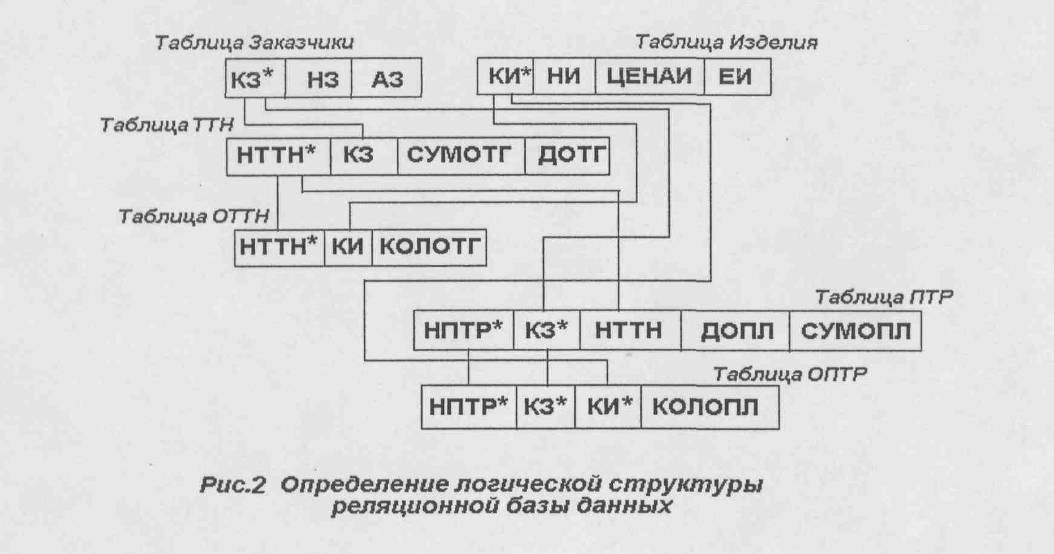 Таблица Заказчики
Таблица Изделия
КЗ* НЗ АЗ
КИ* НИ ЦЕНАИ ЕИ
Таблица ТТН
НТТН* КЗ СУМОТГ ДОТГ
Таблица ОТТН
НТТН* КИ КОЛОТГ
Таблица ПТР
НПТР* КЗ* НТТН ДОПЛ СУМОПЛ
Таблица ОПТР
НПТР* КЗ* КИ* КОЛОПЛ
Рис.2 Определение логической структуры
реляционной базы данных